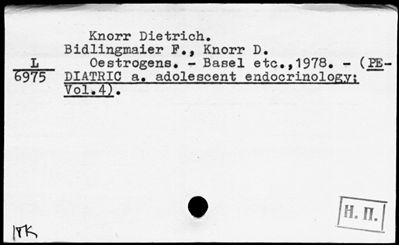 Knorr Dietrich.
Bidlingmaier F., Knorr D.
L Oestrogens. - Basel etc.,1978. - (PE-
6975 DIATRIC a. adolescent endocrinology;
Vol.4).
Н. П.